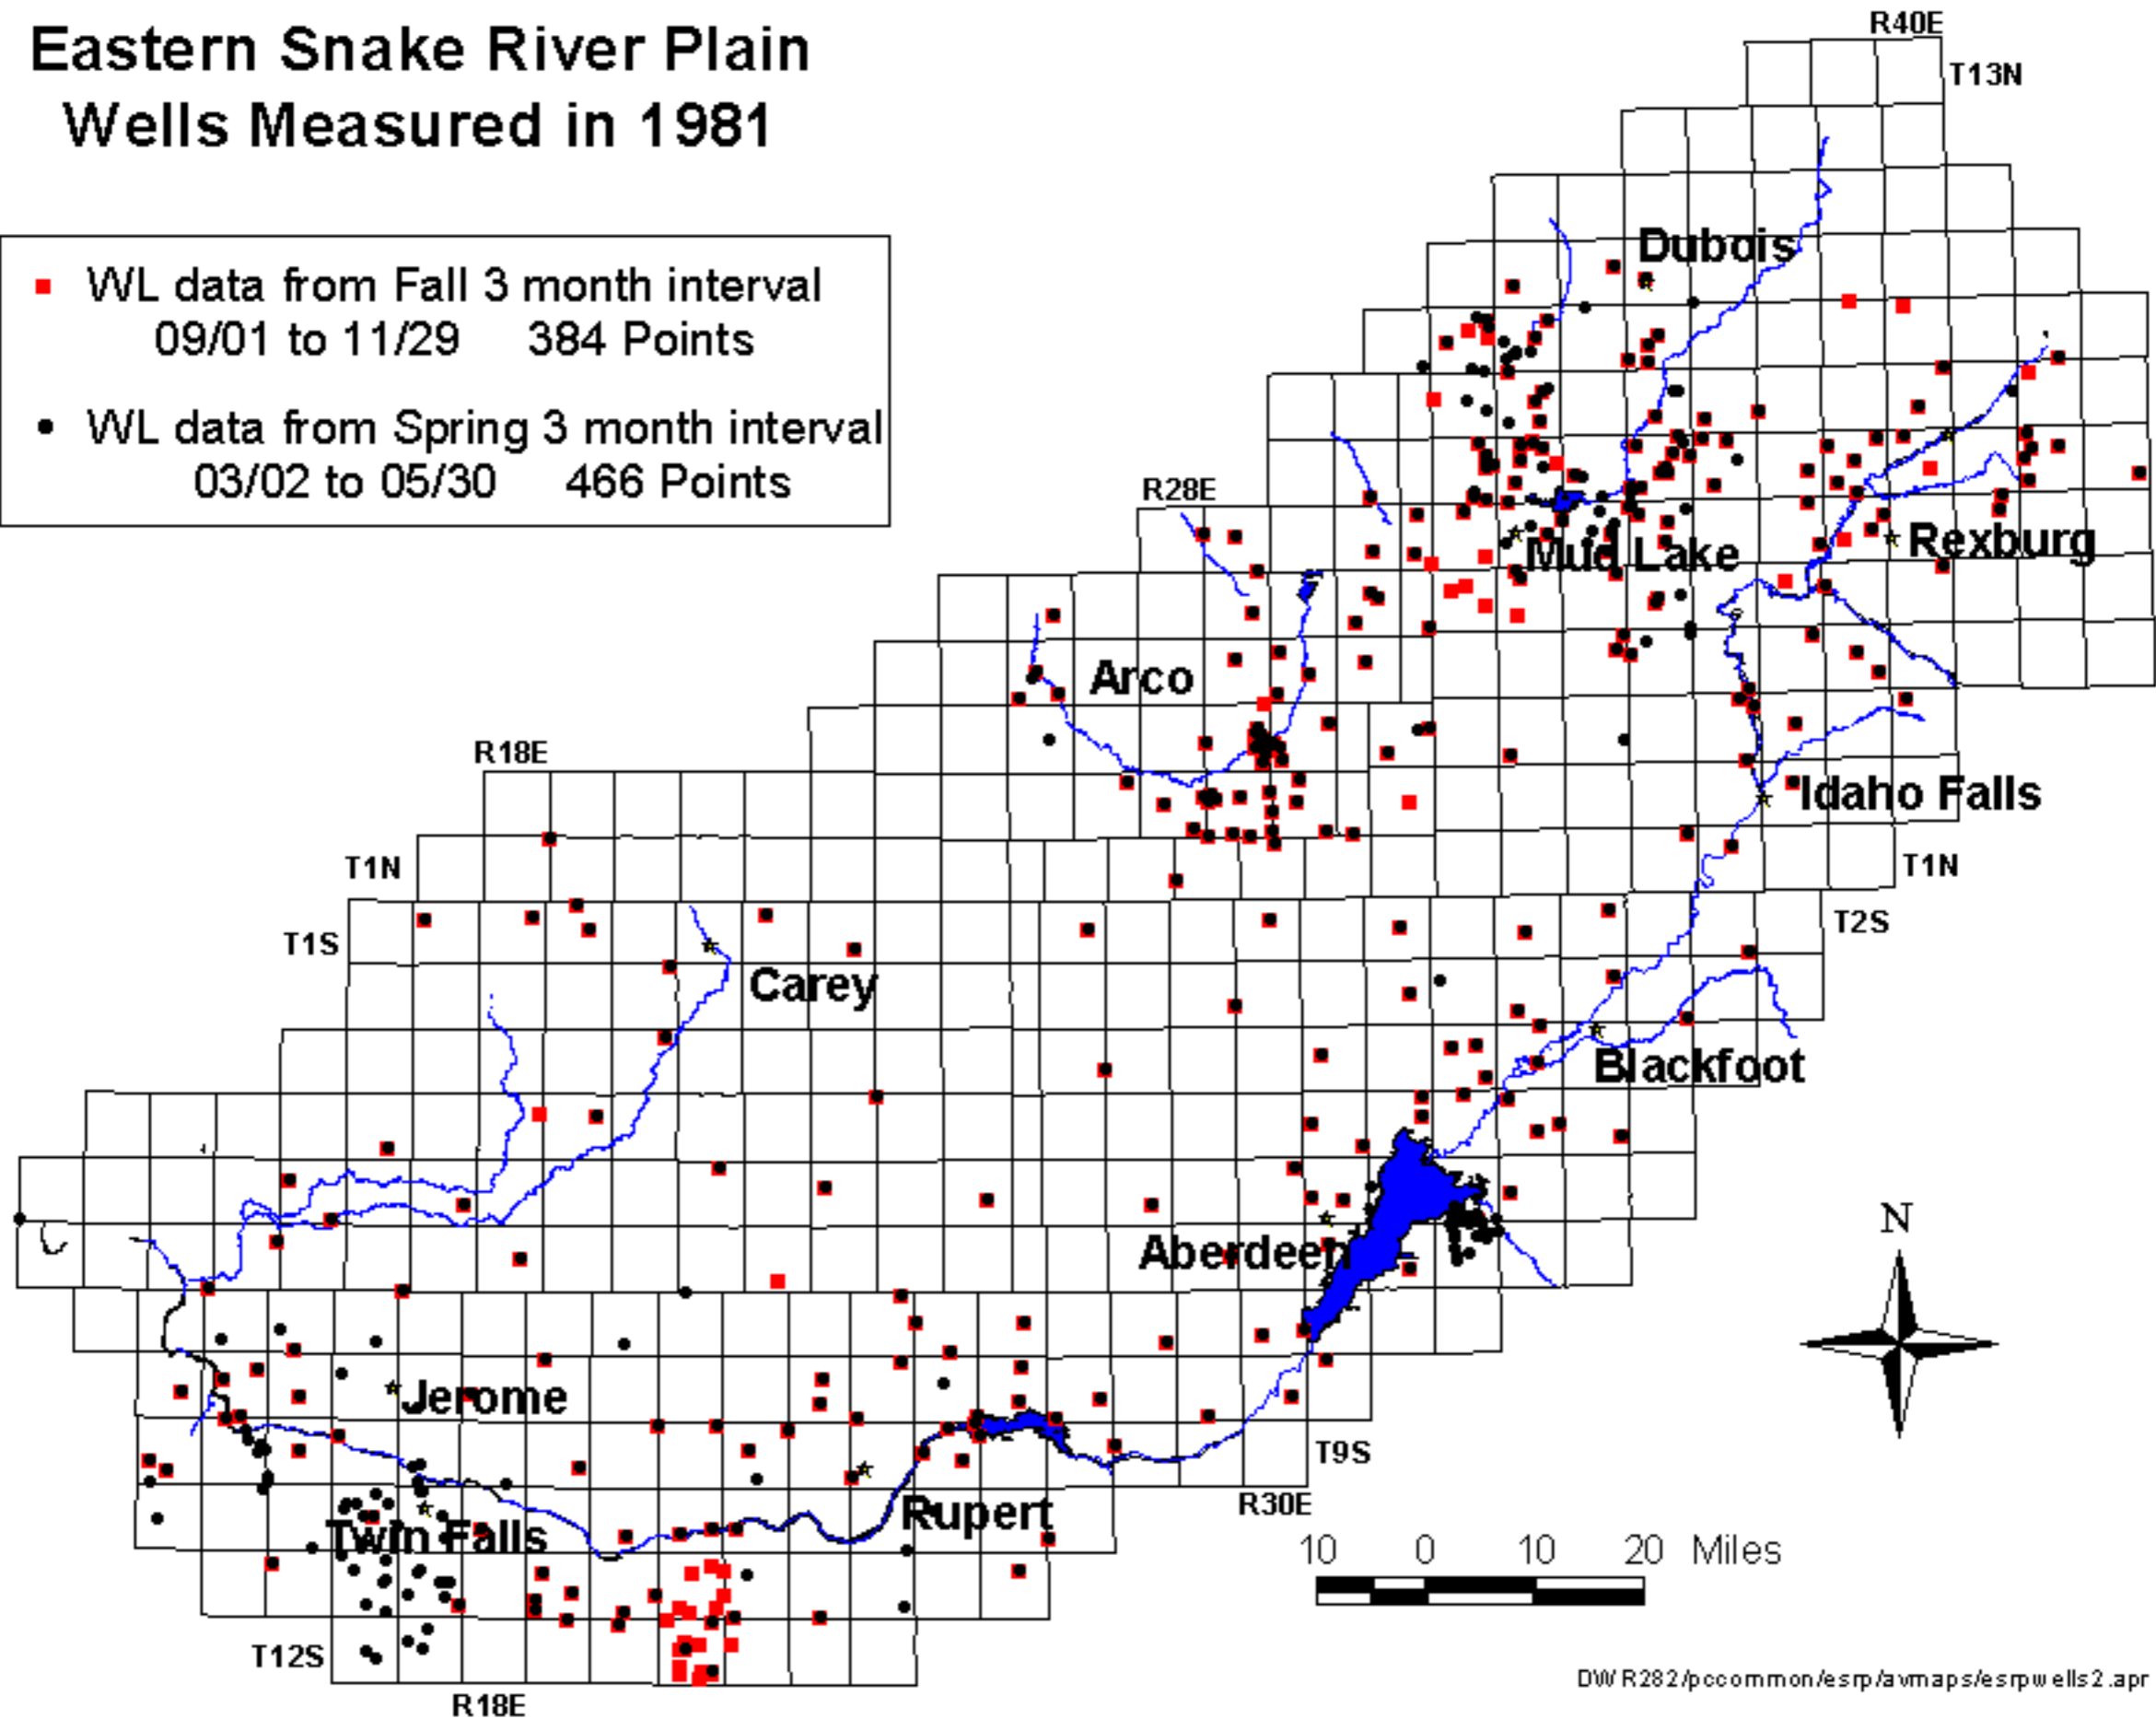 Eastern Snake River Plain
Wells Measured in 1981
WL data from Fall 3 month interval
09/01 to 11/29 384 Points
WL data from Spring 3 month interval
03/02 to 05/30 466 Points
R40E
T13N
Dubois
R28E
Mud Lake
Rexburg
Arco
R18E
Idaho Falls
T1N
T1N
T1S
T2S
Carey
Blackfoot
Aberdeen
N
Jerome
T9S
R30E
Rupert
Twin Falls
10 0 10 20 Miles
T12S
R18E
DWR282/pccommon/esrp/avmaps/esrpwells2.apr